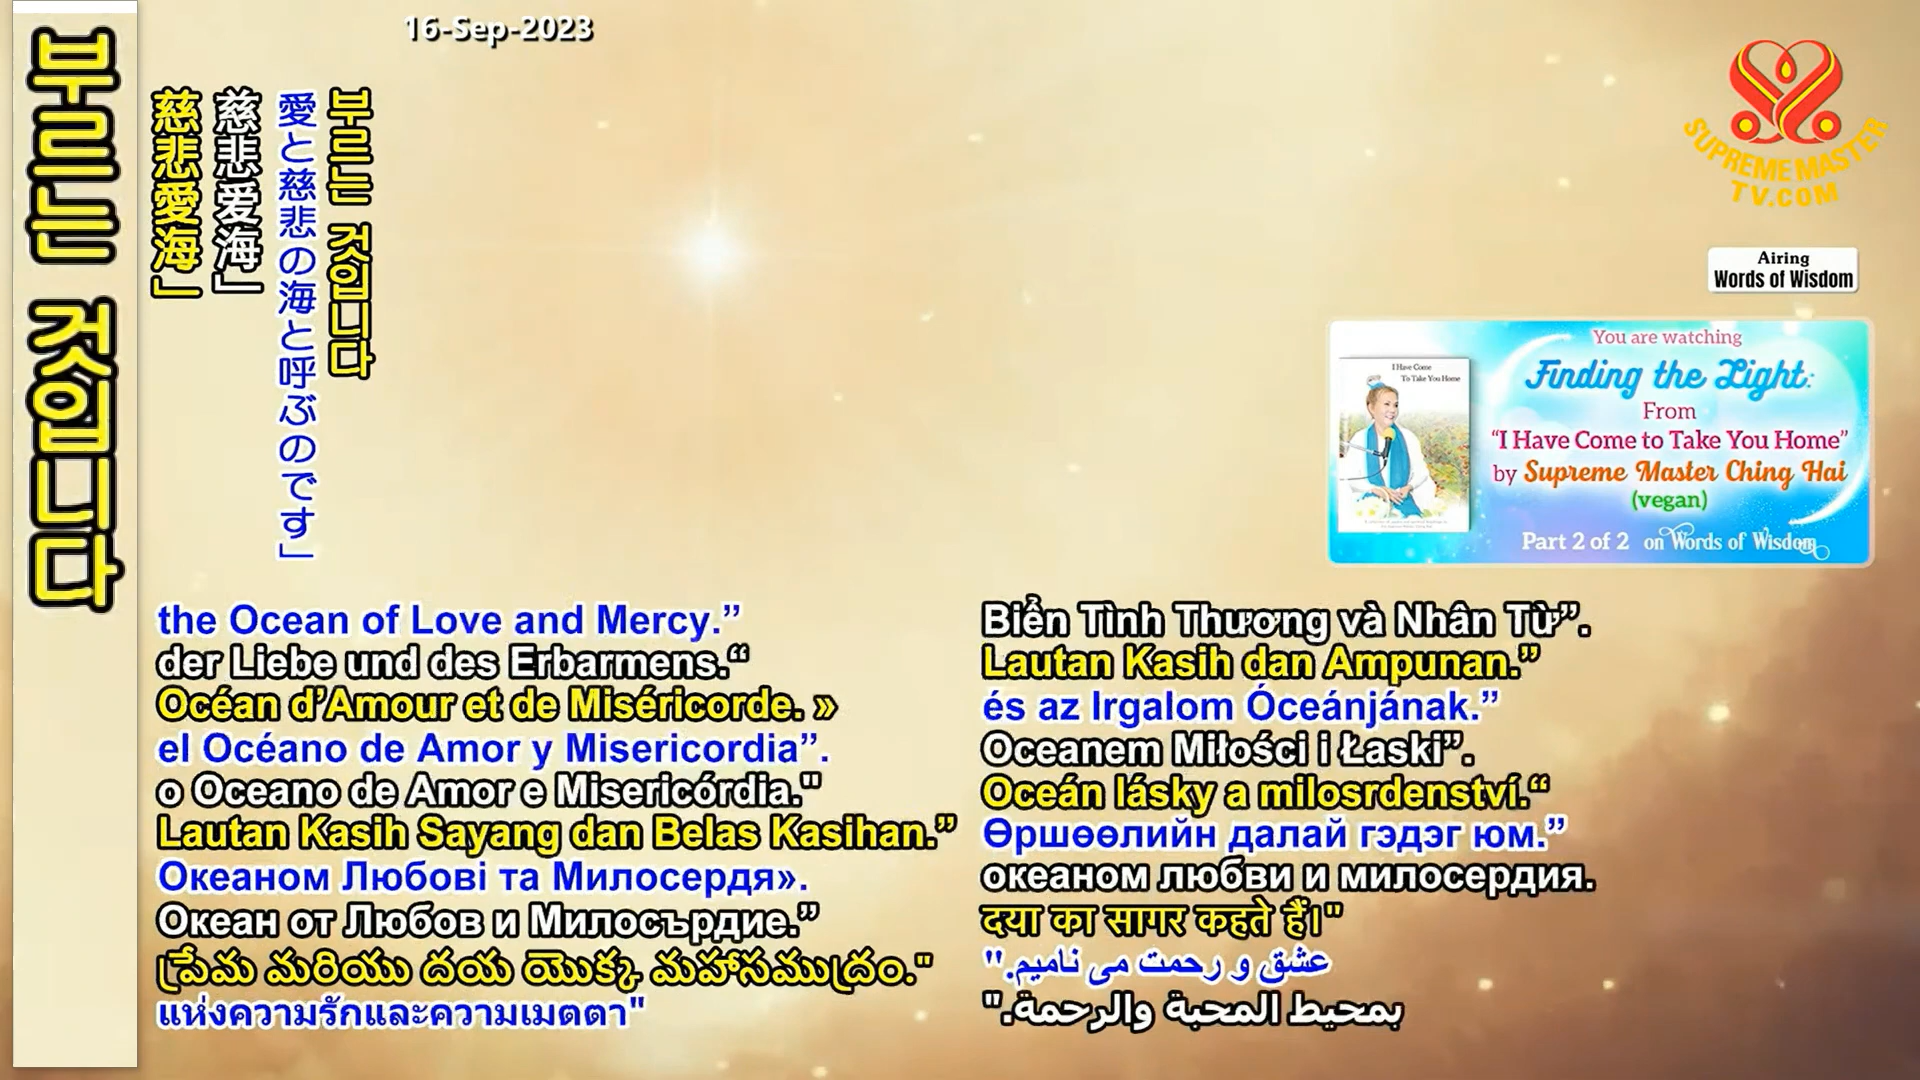 부르는 것입니다
16-Sep-2023
慈悲愛海」
慈悲爱海」
愛と慈悲の海と呼ぶのです」
부르는 것입니다
SUPREME MASTER
TV.COM
Airing
Words of Wisdom
You are watching
Finding the Light:
From
“I Have Come to Take You Home”
by Supreme Master Ching Hai
(vegan)
Part 2 of 2 on Words of Wisdom
I Have Come
To Take You Home
the Ocean of Love and Mercy.”
der Liebe und des Erbarmens.“
Océan d’Amour et de Miséricorde. »
el Océano de Amor y Misericordia”.
o Oceano de Amor e Misericórdia."
Lautan Kasih Sayang dan Belas Kasihan.”
Океаном Любові та Милосердя».
Океан от Любов и Милосърдие.”
ప్రేమ మరియు దయ యొక్క మహాసముద్రం."
แห่งความรักและความเมตตา"
Biển Tình Thương và Nhân Từ”.
Lautan Kasih dan Ampunan.”
és az Irgalom Óceánjának.”
Oceanem Miłości i Łaski”.
Oceán lásky a milosrdenství.“
Өршөөлийн далай гэдэг юм.”
океаном любви и милосердия.
दया का सागर कहते हैं।"
عشق و رحمت می نامیم."
بمحيط المحبة والرحمة."